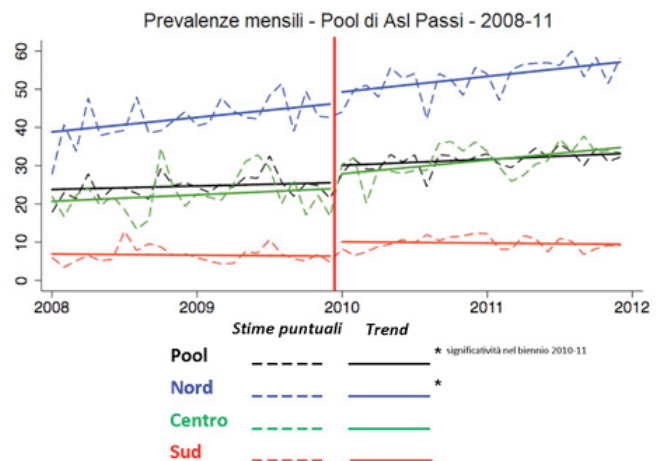 Prevalenze mensili - Pool di Asl Passi - 2008-11
60
50
40
30
20
10
0
2008 2009 2010 2011 2012
Stime puntuali Trend
Pool * significatività nel biennio 2010-11
Nord *
Centro
Sud